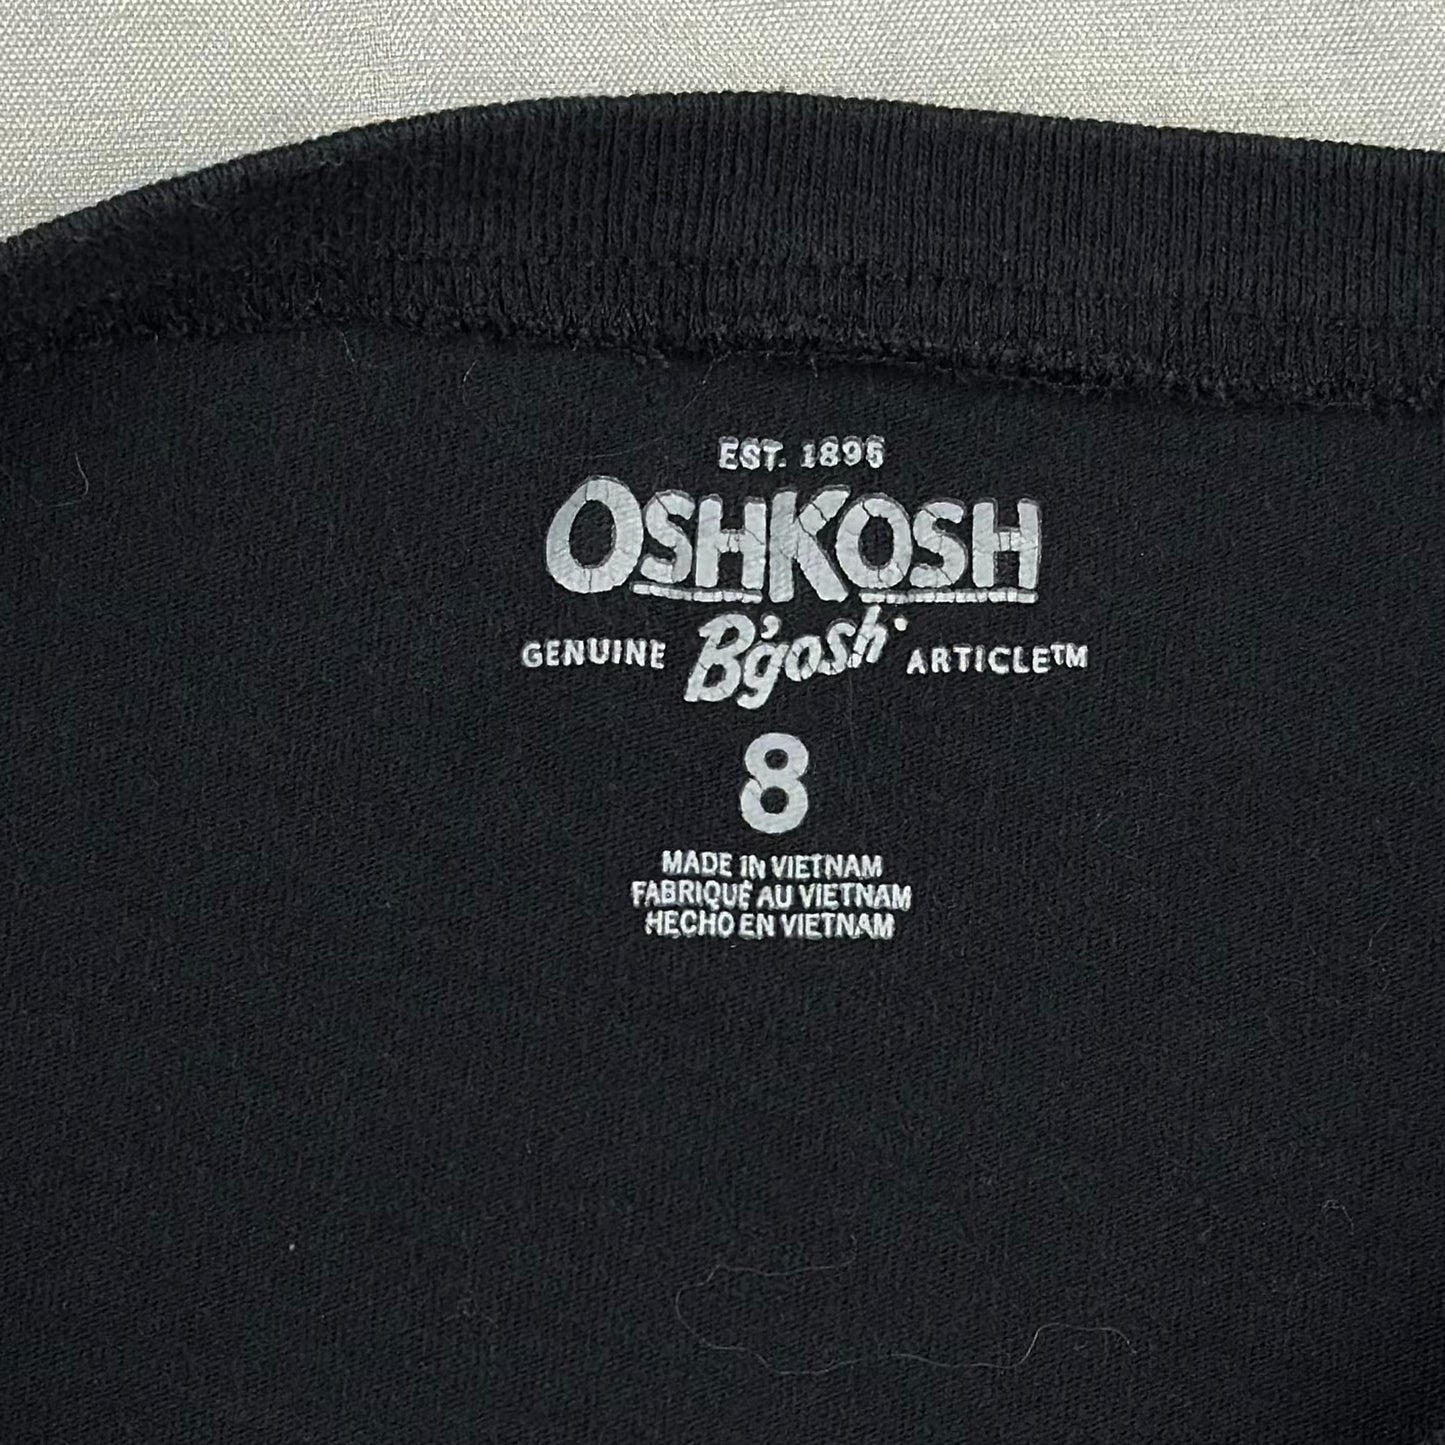 EST. 1895
OSHKOSH
GENUINE B'gosh ARTICLE™
8
MADE IN VIETNAM
FABRIQUÉ AU VIETNAM
HECHO EN VIETNAM